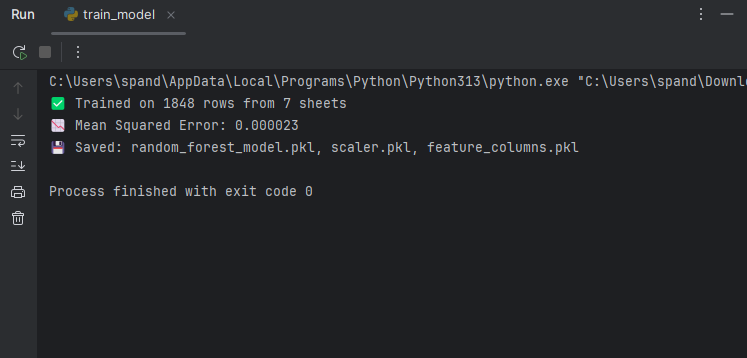 Run train_model
C:\Users\spand\AppData\Local\Programs\Python\Python313\python.exe "C:\Users\spand\Downl
✅ Trained on 1848 rows from 7 sheets
📉 Mean Squared Error: 0.000023
💾 Saved: random_forest_model.pkl, scaler.pkl, feature_columns.pkl
Process finished with exit code 0